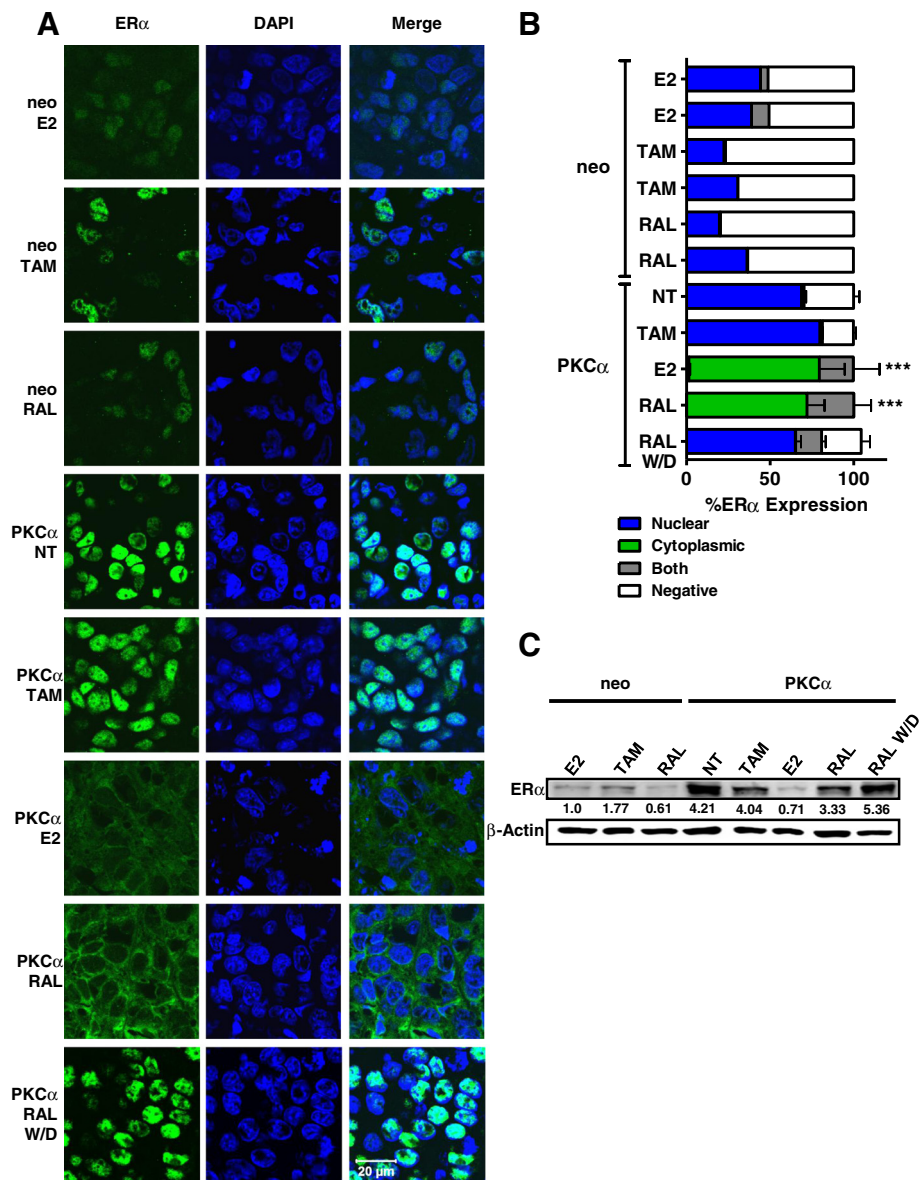 A
ERα DAPI Merge
neo
E2
neo
TAM
neo
RAL
PKCα
NT
PKCα
TAM
PKCα
E2
PKCα
RAL
PKCα
RAL
W/D
20 µm
B
neo
E2
E2
TAM
TAM
RAL
RAL
PKCα
NT
TAM
E2 ***
RAL ***
RAL
W/D
0 50 100
%ERα Expression
Nuclear
Cytoplasmic
Both
Negative
C
neo PKCα
E2 TAM RAL NT TAM E2 RAL RAL W/D
ERα
1.0 1.77 0.61 4.21 4.04 0.71 3.33 5.36
β-Actin